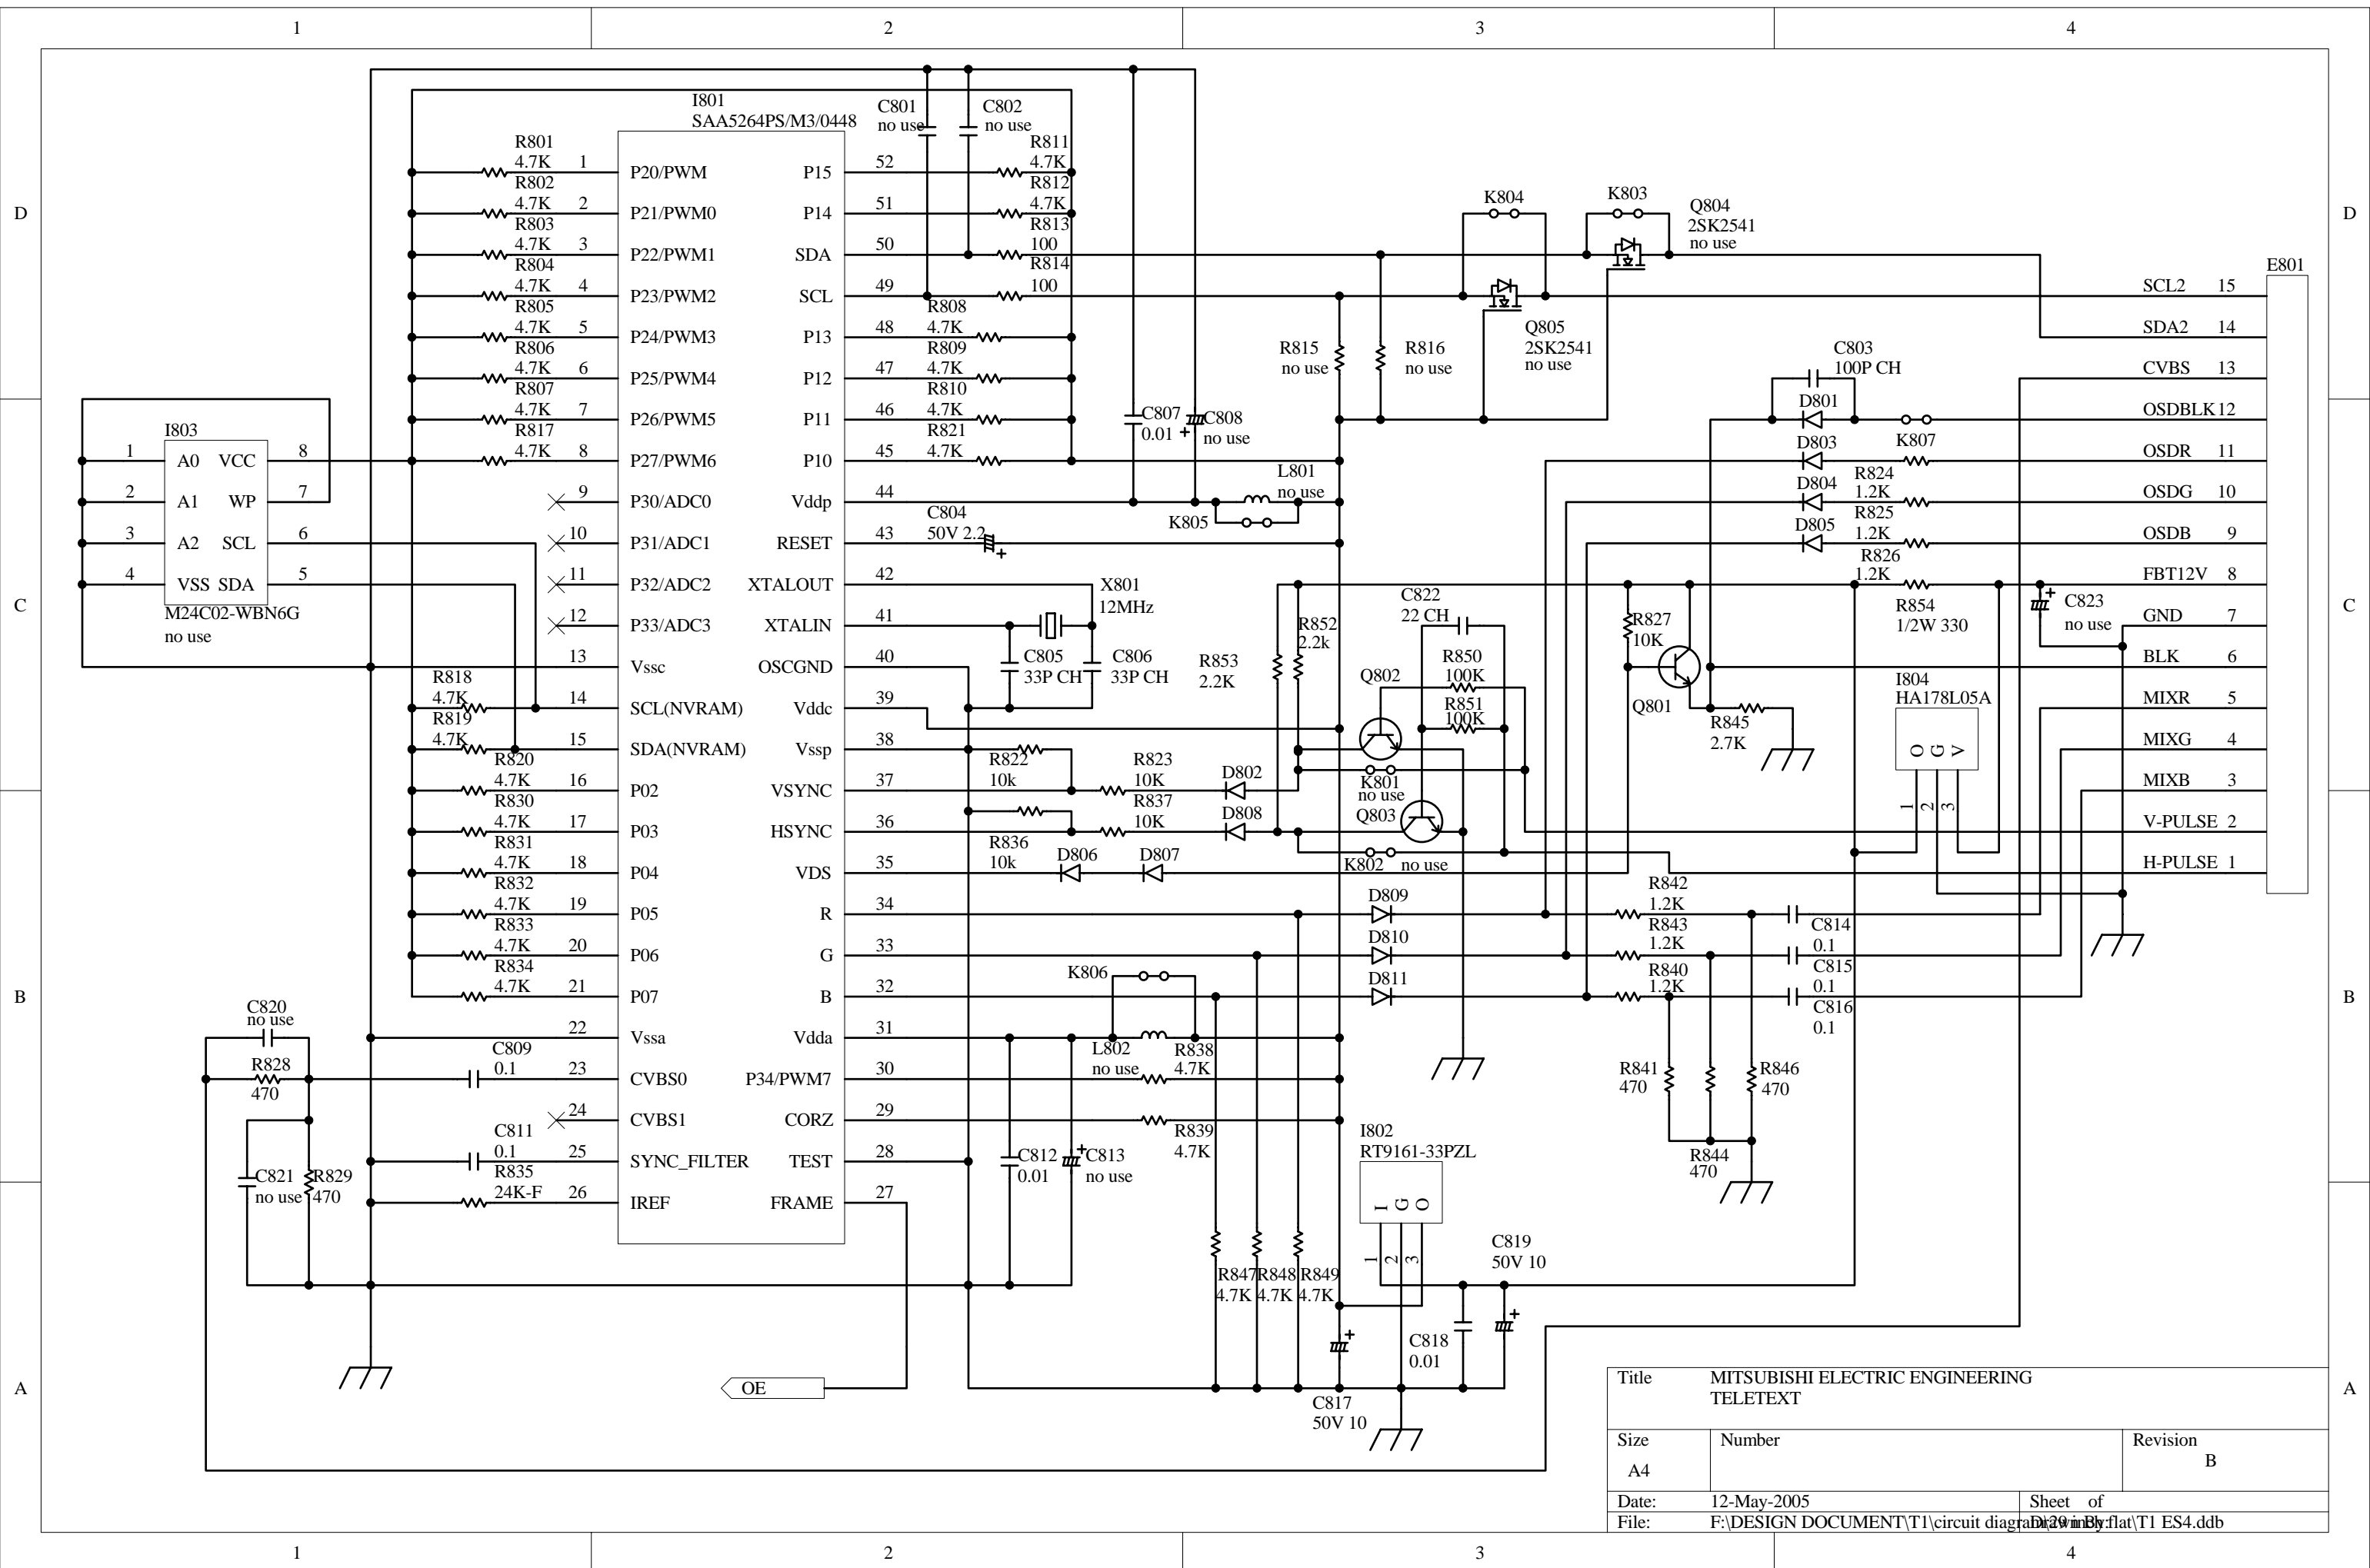 1 2 3 4
D
C
B
A
D
C
B
A
1 2 3 4
I801
SAA5264PS/M3/0448
1 P20/PWM
2 P21/PWM0
3 P22/PWM1
4 P23/PWM2
5 P24/PWM3
6 P25/PWM4
7 P26/PWM5
8 P27/PWM6
9 P30/ADC0
10 P31/ADC1
11 P32/ADC2
12 P33/ADC3
13 Vssc
14 SCL(NVRAM)
15 SDA(NVRAM)
16 P02
17 P03
18 P04
19 P05
20 P06
21 P07
22 Vssa
23 CVBS0
24 CVBS1
25 SYNC_FILTER
26 IREF
P15 52
P14 51
SDA 50
SCL 49
P13 48
P12 47
P11 46
P10 45
Vddp 44
RESET 43
XTALOUT 42
XTALIN 41
OSCGND 40
Vddc 39
Vssp 38
VSYNC 37
HSYNC 36
VDS 35
R 34
G 33
B 32
Vdda 31
P34/PWM7 30
CORZ 29
TEST 28
FRAME 27
R801
4.7K
R802
4.7K
R803
4.7K
R804
4.7K
R805
4.7K
R806
4.7K
R807
4.7K
R817
4.7K
I803
1 A0 VCC 8
2 A1 WP 7
3 A2 SCL 6
4 VSS SDA 5
M24C02-WBN6G
no use
R818
4.7K
R819
4.7K
R820
4.7K
R830
4.7K
R831
4.7K
R832
4.7K
R833
4.7K
R834
4.7K
C820
no use
R828
470
C809
0.1
C811
0.1
R835
24K-F
C821
no use
R829
470
OE
C801
no use
C802
no use
R811
4.7K
R812
4.7K
R813
100
R814
100
R808
4.7K
R809
4.7K
R810
4.7K
R821
4.7K
C807
0.01
+
C808
no use
L801
no use
K805
C804
50V 2.2
+
X801
12MHz
C805
33P CH
C806
33P CH
R822
10k
R823
10K
R836
10k
R837
10K
D802
D808
D806
D807
K806
L802
no use
R838
4.7K
R839
4.7K
C812
0.01
+
C813
no use
R847
4.7K
R848
4.7K
R849
4.7K
K804
K803
Q804
2SK2541
no use
Q805
2SK2541
no use
R815
no use
R816
no use
C803
100P CH
D801
K807
D803
R824
1.2K
D804
R825
1.2K
D805
R826
1.2K
R852
2.2k
R853
2.2K
C822
22 CH
R850
100K
R851
100K
Q802
K801
no use
Q803
K802 no use
R827
10K
Q801
R845
2.7K
R854
1/2W 330
+
C823
no use
I804
HA178L05A
O G V
1 2 3
D809
D810
D811
R842
1.2K
R843
1.2K
R840
1.2K
C814
0.1
C815
0.1
C816
0.1
R841
470
R844
470
R846
470
I802
RT9161-33PZL
I G O
1 2 3
C819
50V 10
+
C818
0.01
+
C817
50V 10
E801
SCL2 15
SDA2 14
CVBS 13
OSDBLK 12
OSDR 11
OSDG 10
OSDB 9
FBT12V 8
GND 7
BLK 6
MIXR 5
MIXG 4
MIXB 3
V-PULSE 2
H-PULSE 1
Title MITSUBISHI ELECTRIC ENGINEERING
TELETEXT
Size Number Revision
A4 B
Date: 12-May-2005 Sheet of
File: F:\DESIGN DOCUMENT\T1\circuit diagram\29 inch flat\T1 ES4.ddb
Drawn By: